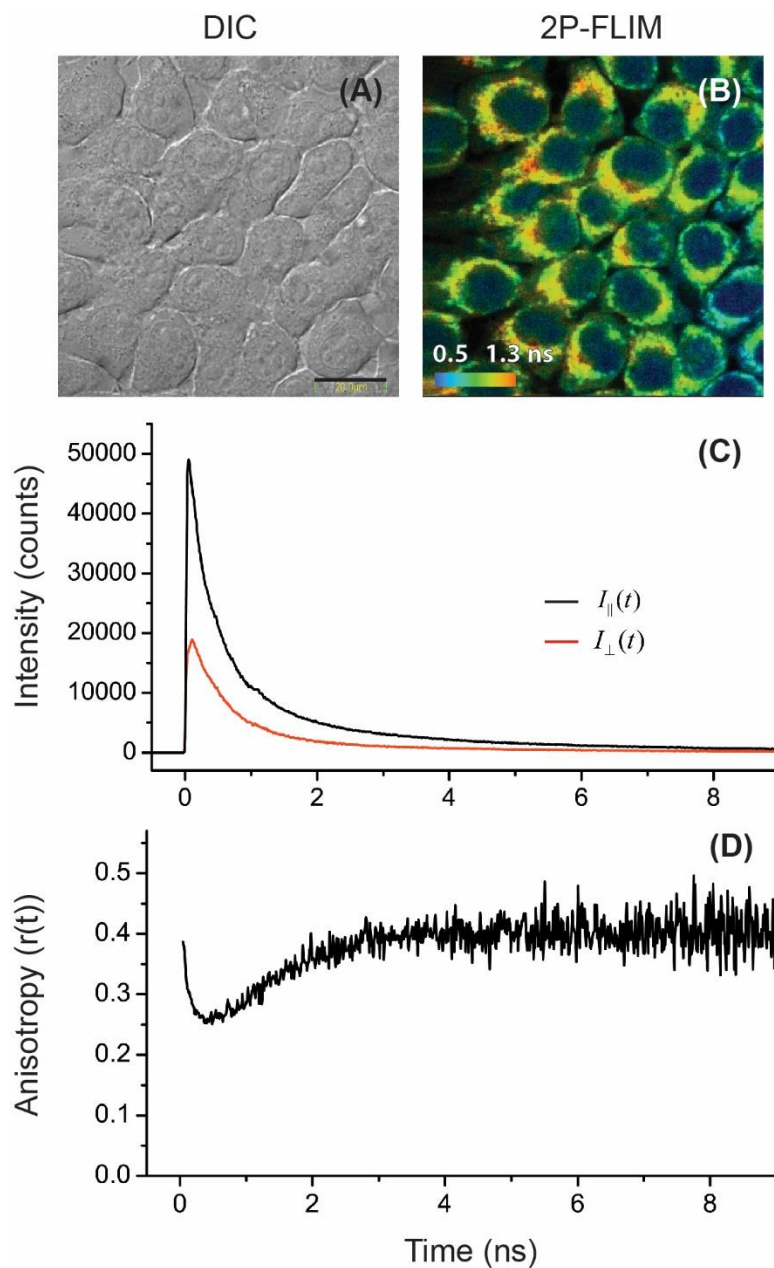 DIC
2P-FLIM
(A)
(B)
20.0µm
0.5 1.3 ns
(C)
Intensity (counts)
50000
40000
30000
20000
10000
0
I∥(t)
I⊥(t)
0 2 4 6 8
(D)
Anisotropy (r(t))
0.5
0.4
0.3
0.2
0.1
0.0
0 2 4 6 8
Time (ns)